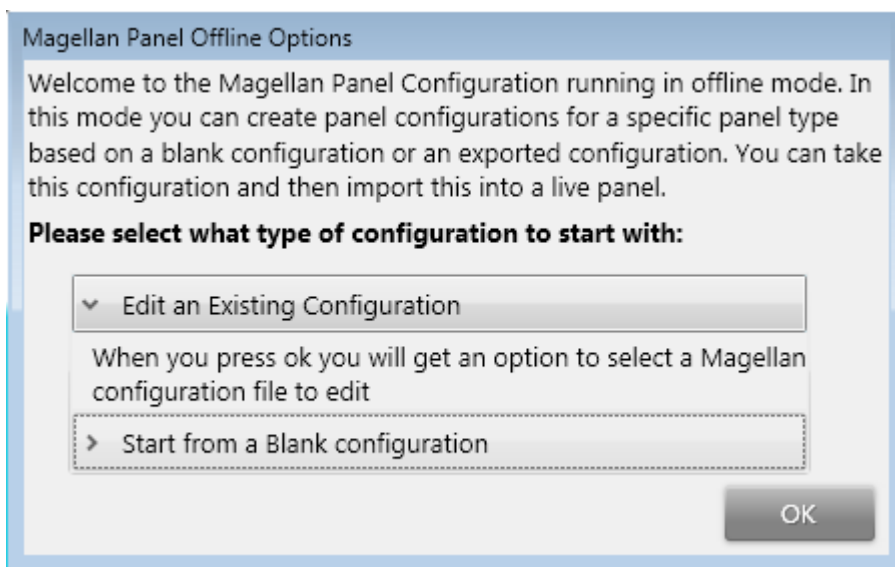 Magellan Panel Offline Options
Welcome to the Magellan Panel Configuration running in offline mode. In
this mode you can create panel configurations for a specific panel type
based on a blank configuration or an exported configuration. You can take
this configuration and then import this into a live panel.
Please select what type of configuration to start with:
Edit an Existing Configuration
When you press ok you will get an option to select a Magellan
configuration file to edit
Start from a Blank configuration
OK